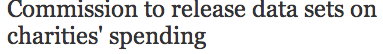 Commission to release data sets on
charities' spending